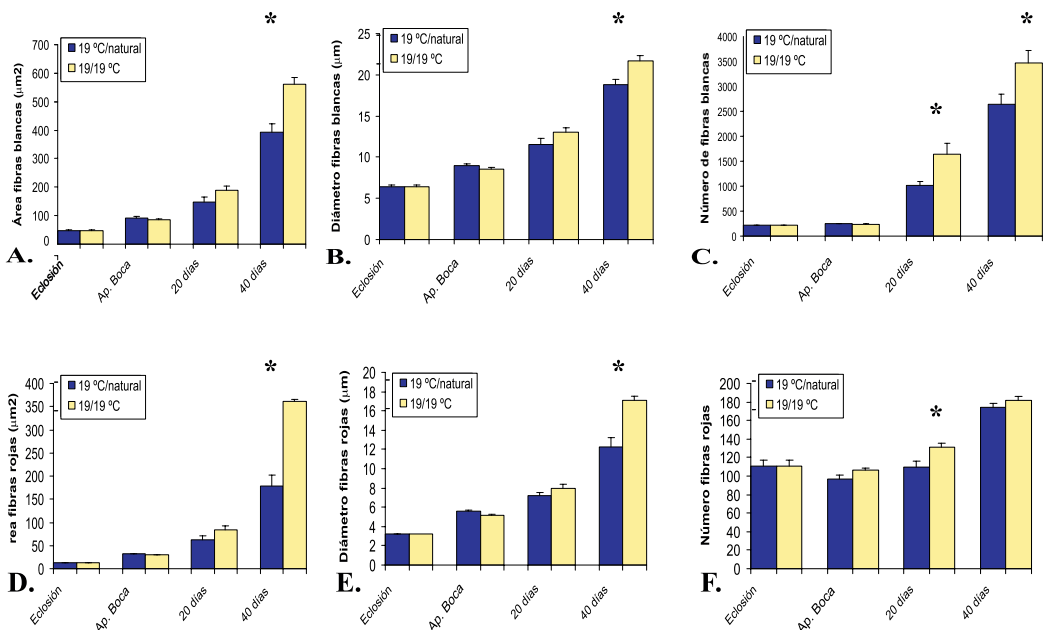 *
*
*
700
600
500
400
300
200
100
0
Área fibras blancas (μm2)
19 ºC/natural
19/19 ºC
A.
Eclosión
Ap. Boca
20 días
40 días
25
20
15
10
5
0
Diámetro fibras blancas (μm)
19 ºC/natural
19/19 ºC
B.
Eclosión
Ap. Boca
20 días
40 días
4000
3500
3000
2500
2000
1500
1000
500
0
Número de fibras blancas
19 ºC/natural
19/19 ºC
*
C.
Eclosión
Ap. Boca
20 días
40 días
*
*
400
350
300
250
200
150
100
50
0
rea fibras rojas (μm2)
19 ºC/natural
19/19 ºC
D.
Eclosión
Ap. Boca
20 días
40 días
20
18
16
14
12
10
8
6
4
2
0
Diámetro fibras rojas (μm)
19 ºC/natural
19/19 ºC
E.
Eclosión
Ap. Boca
20 días
40 días
200
180
160
140
120
100
80
60
40
20
0
Número fibras rojas
19 ºC/natural
19/19 ºC
*
F.
Eclosión
Ap. Boca
20 días
40 días